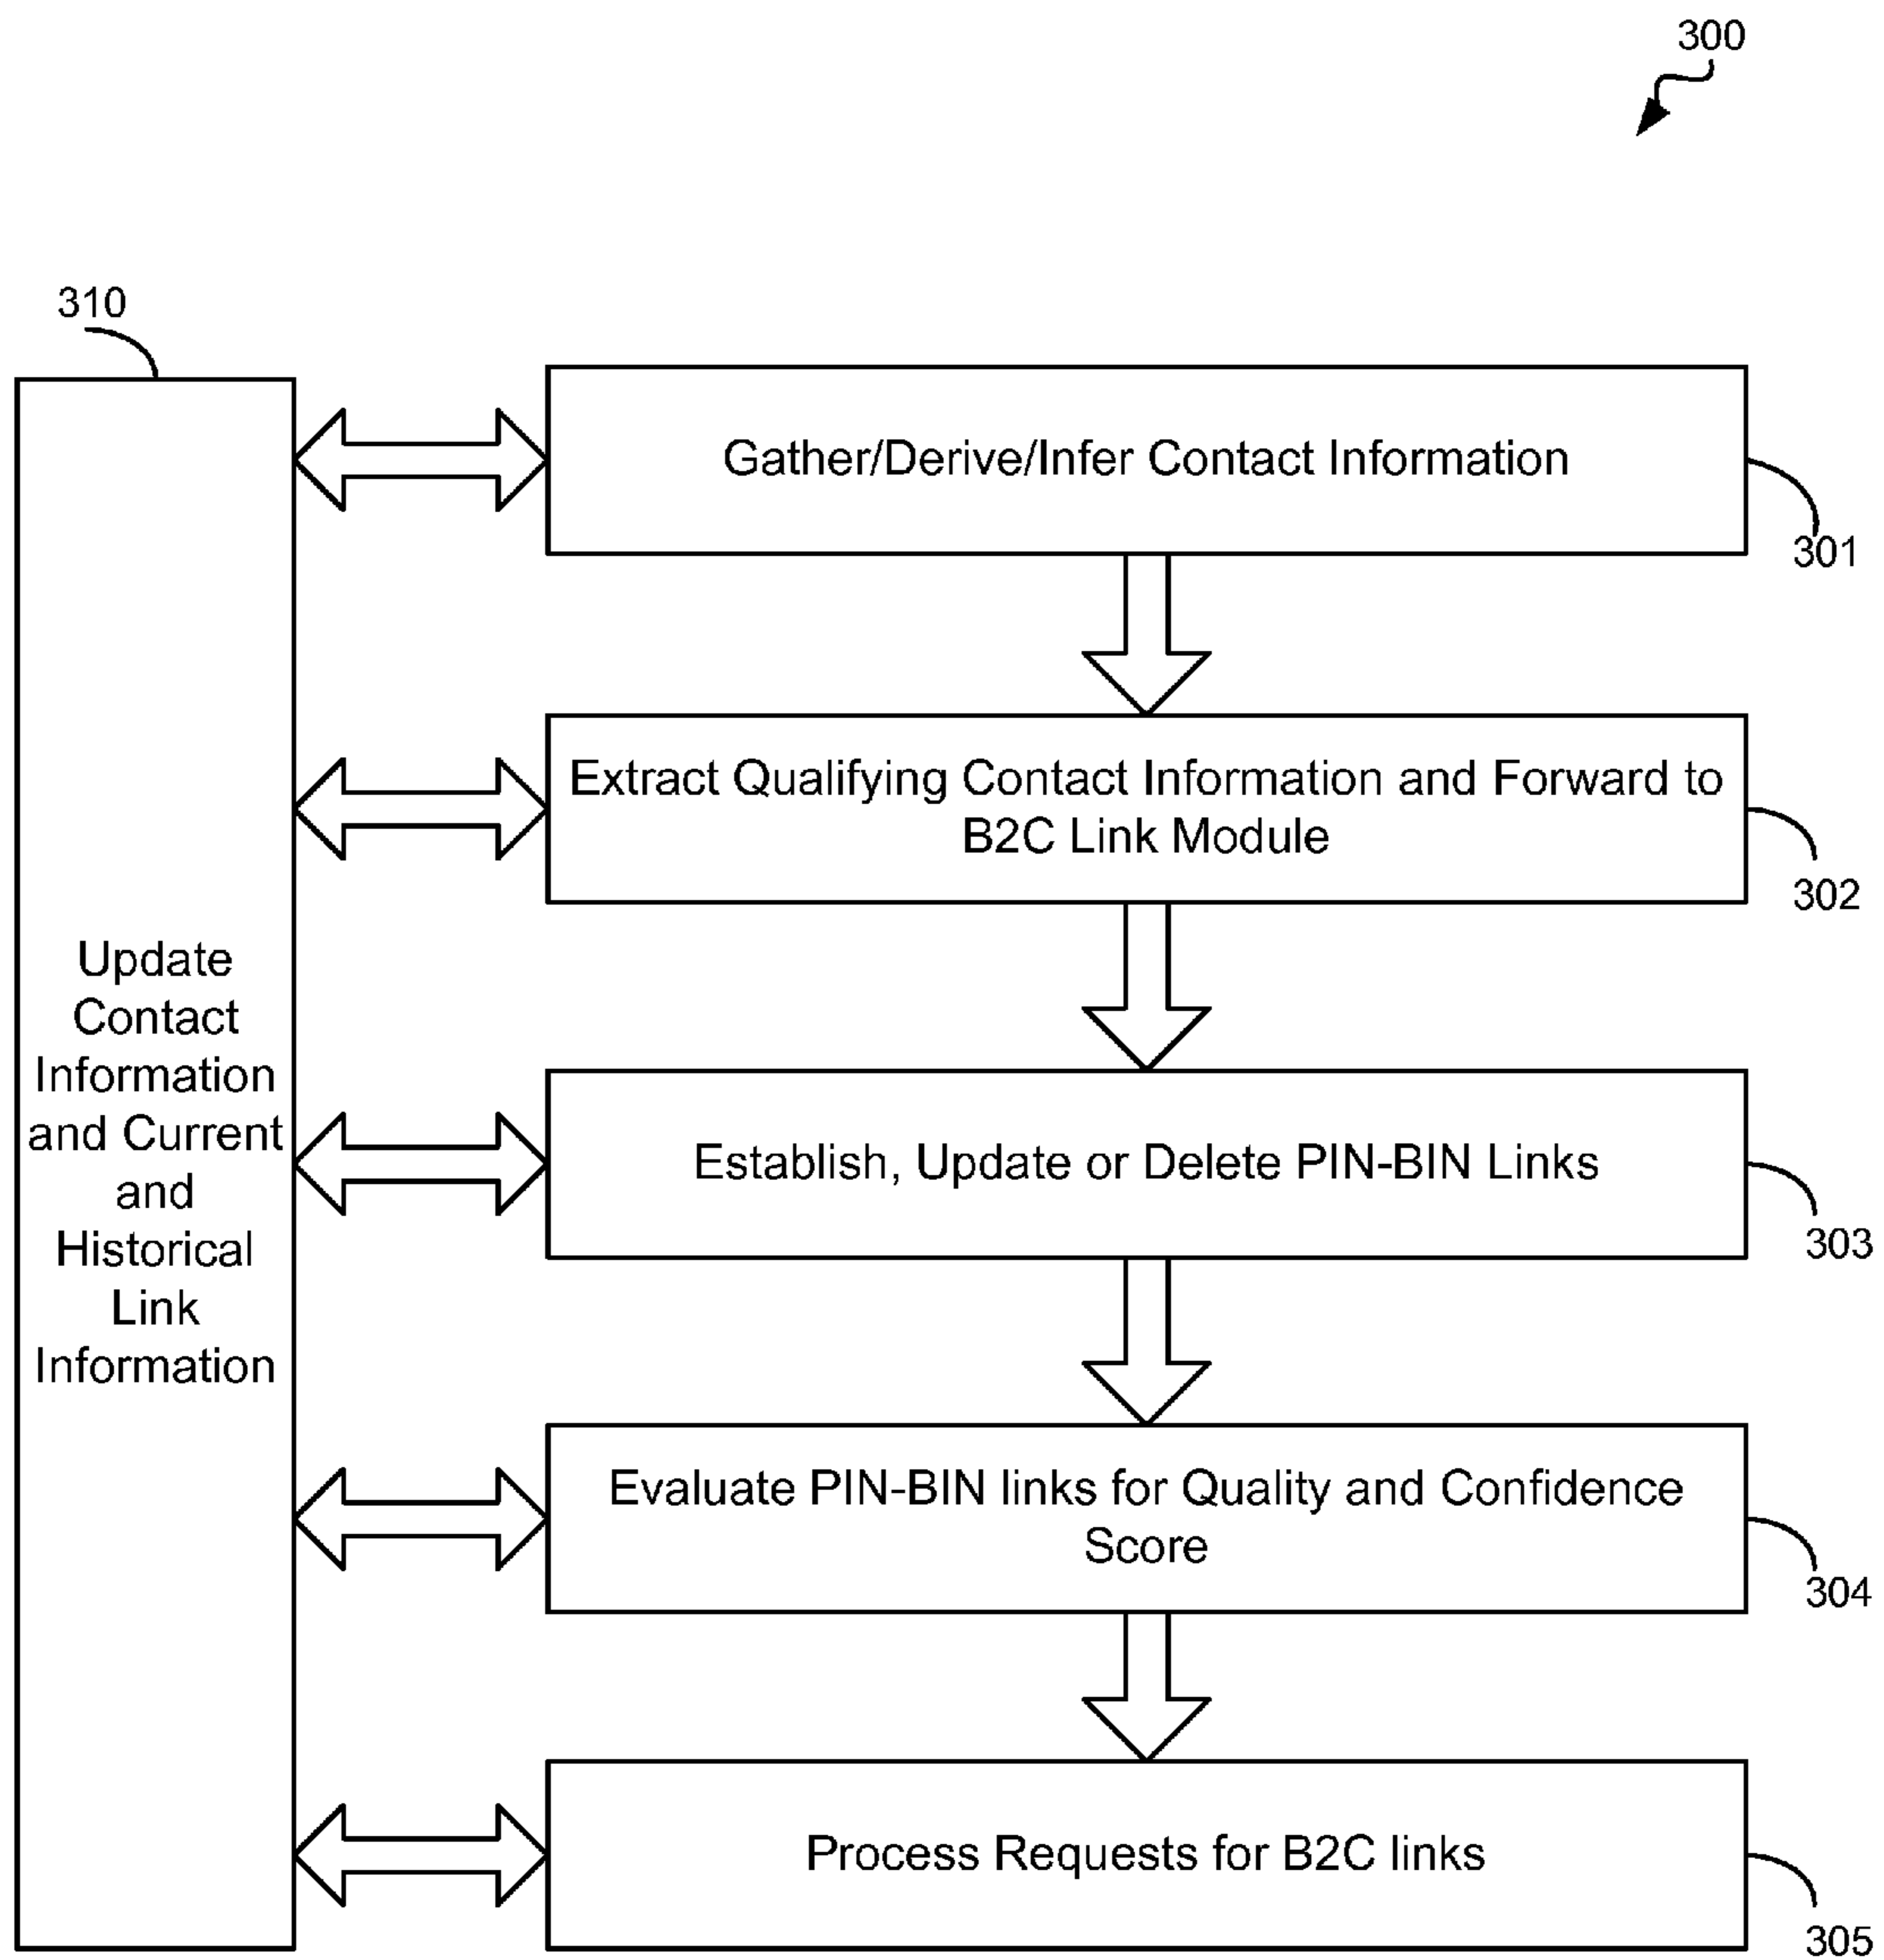 300
310
Gather/Derive/Infer Contact Information
301
Extract Qualifying Contact Information and Forward to
B2C Link Module
302
Update
Contact
Information
and Current
and
Historical
Link
Information
Establish, Update or Delete PIN-BIN Links
303
Evaluate PIN-BIN links for Quality and Confidence
Score
304
Process Requests for B2C links
305